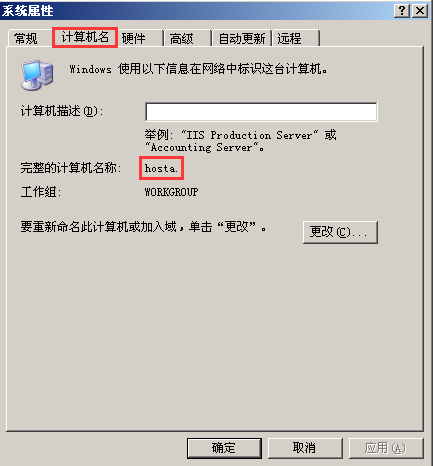 系统属性
常规 计算机名 硬件 高级 自动更新 远程
Windows 使用以下信息在网络中标识这台计算机。
计算机描述(D):
举例: "IIS Production Server" 或
"Accounting Server"。
完整的计算机名称: hosta.
工作组: WORKGROUP
要重新命名此计算机或加入域,单击“更改”。
更改(C)...
确定 取消 应用(A)